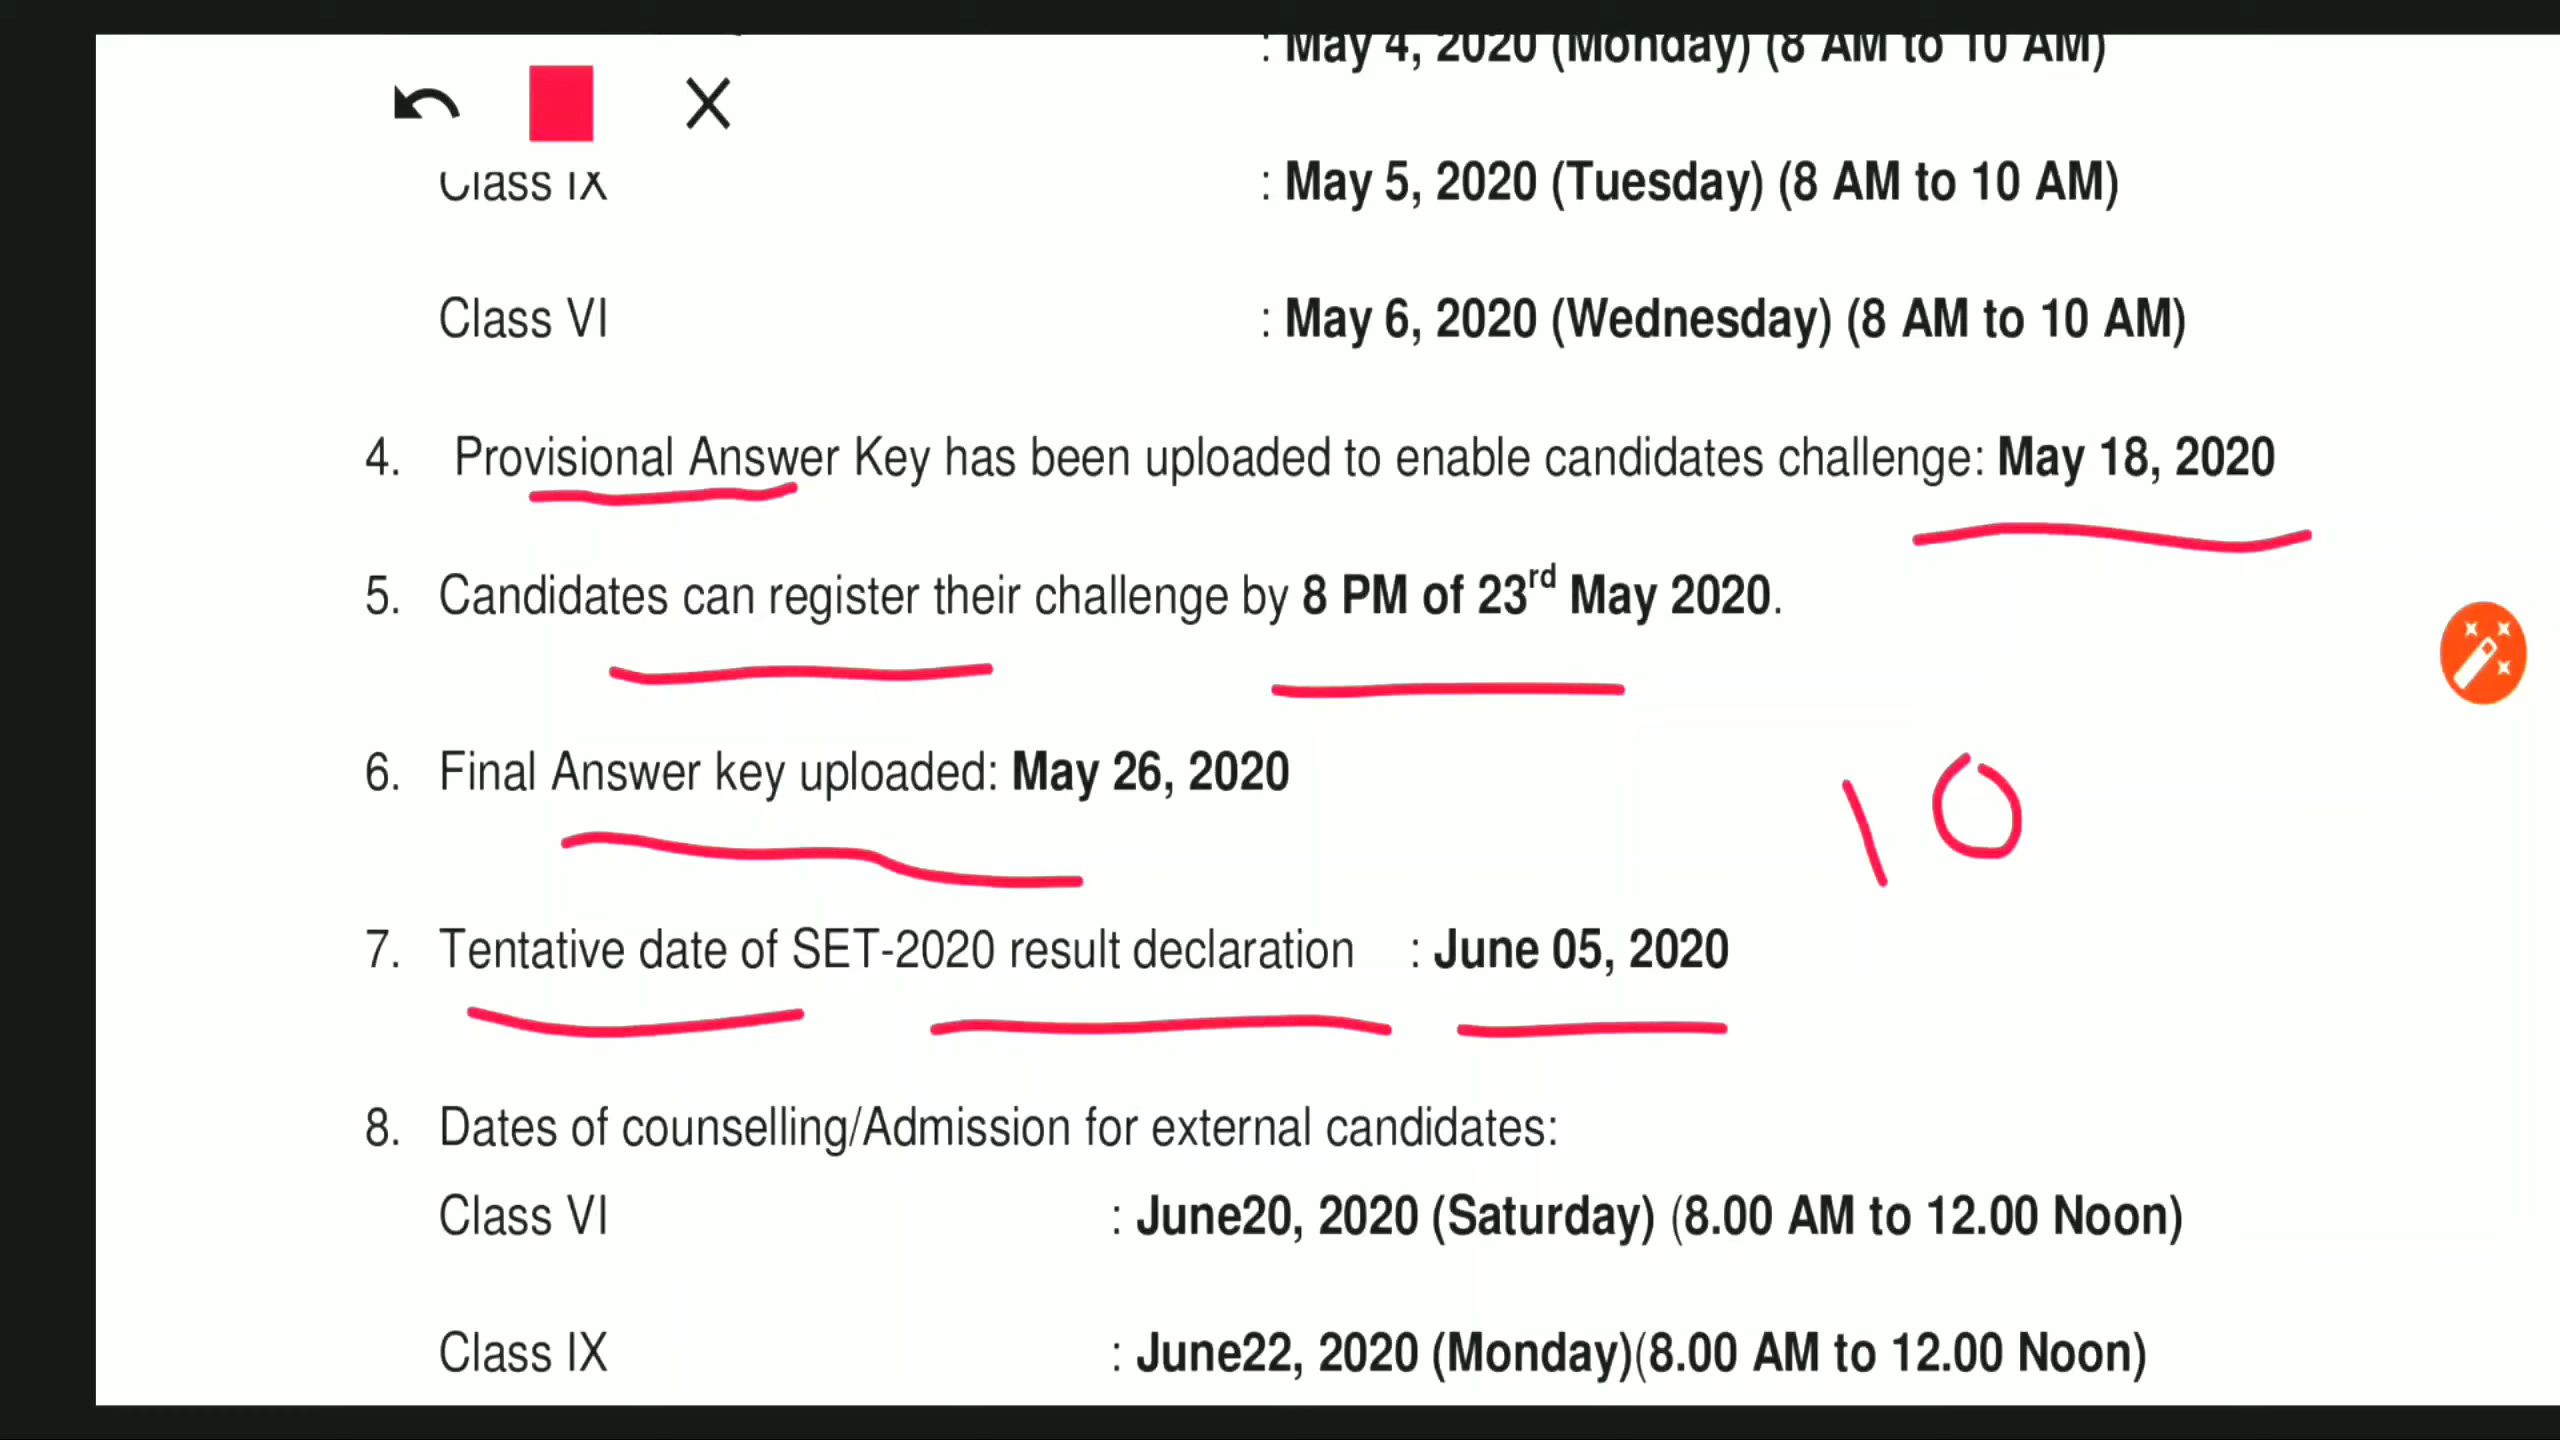 : May 4, 2020 (Monday) (8 AM to 10 AM)
Class IX : May 5, 2020 (Tuesday) (8 AM to 10 AM)
Class VI : May 6, 2020 (Wednesday) (8 AM to 10 AM)
4. Provisional Answer Key has been uploaded to enable candidates challenge: May 18, 2020
5. Candidates can register their challenge by 8 PM of 23rd May 2020.
6. Final Answer key uploaded: May 26, 2020
10
7. Tentative date of SET-2020 result declaration : June 05, 2020
8. Dates of counselling/Admission for external candidates:
Class VI : June20, 2020 (Saturday) (8.00 AM to 12.00 Noon)
Class IX : June22, 2020 (Monday)(8.00 AM to 12.00 Noon)